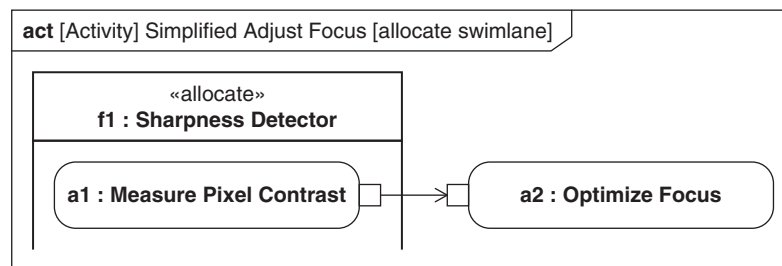 act [Activity] Simplified Adjust Focus [allocate swimlane]
«allocate»
f1 : Sharpness Detector
a1 : Measure Pixel Contrast
a2 : Optimize Focus